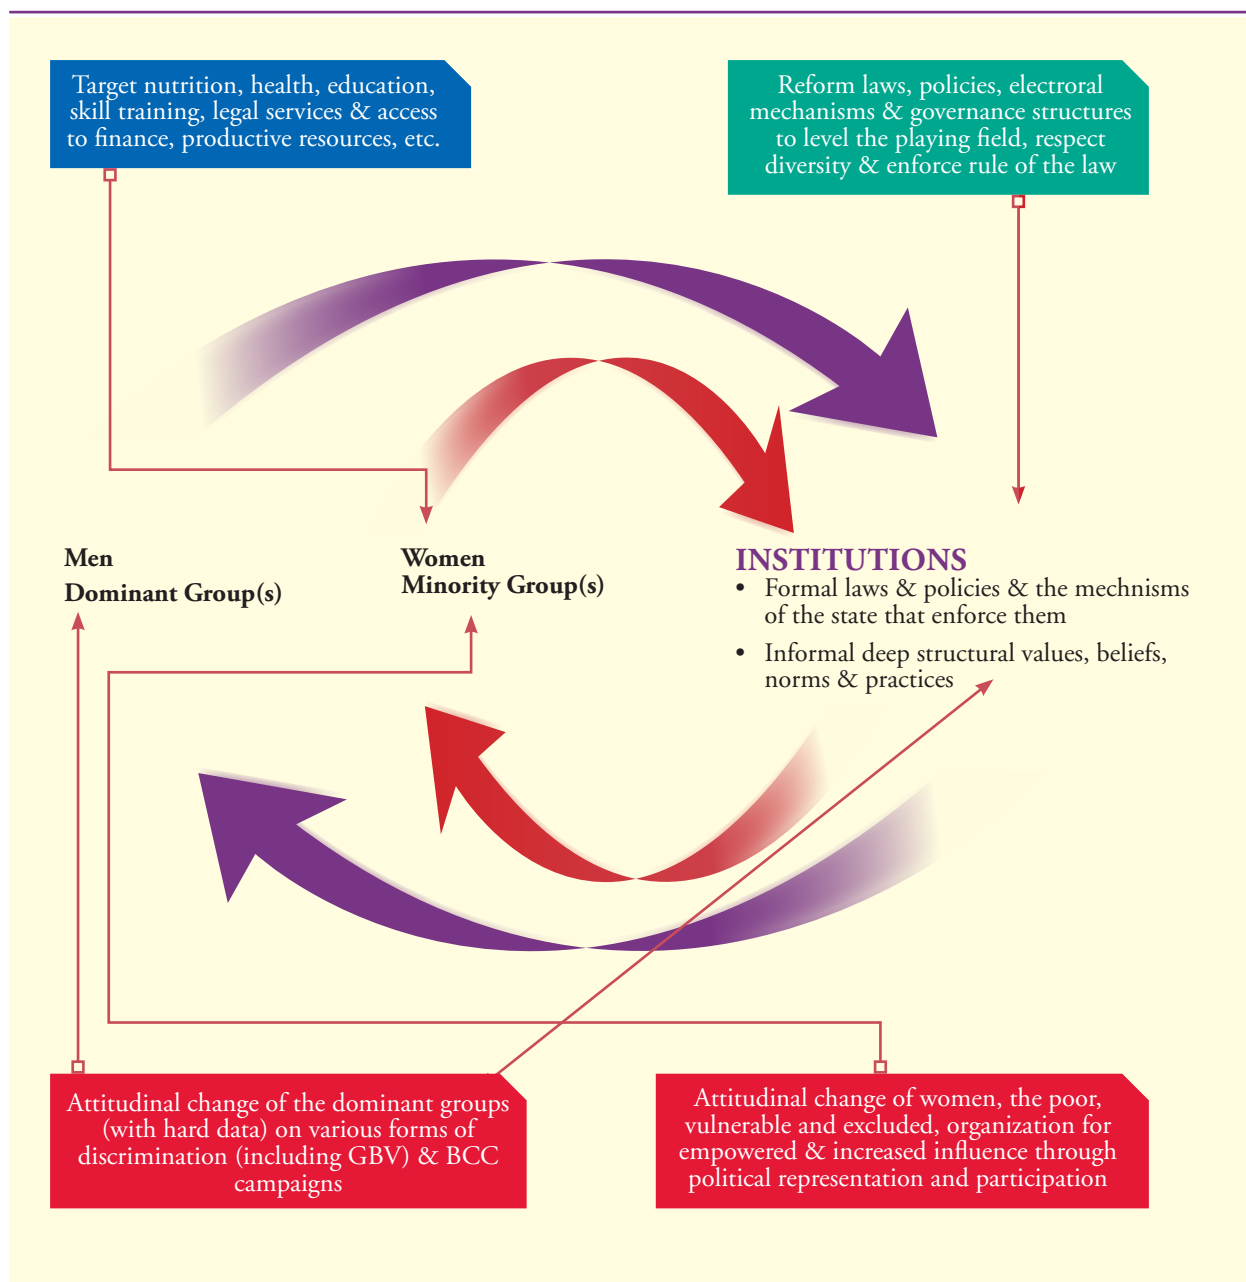 Target nutrition, health, education,
skill training, legal services & access
to finance, productive resources, etc.
Reform laws, policies, electroral
mechanisms & governance structures
to level the playing field, respect
diversity & enforce rule of the law
Men
Dominant Group(s)
Women
Minority Group(s)
INSTITUTIONS
• Formal laws & policies & the mechnisms
of the state that enforce them
• Informal deep structural values, beliefs,
norms & practices
Attitudinal change of the dominant groups
(with hard data) on various forms of
discrimination (including GBV) & BCC
campaigns
Attitudinal change of women, the poor,
vulnerable and excluded, organization for
empowered & increased influence through
political representation and participation